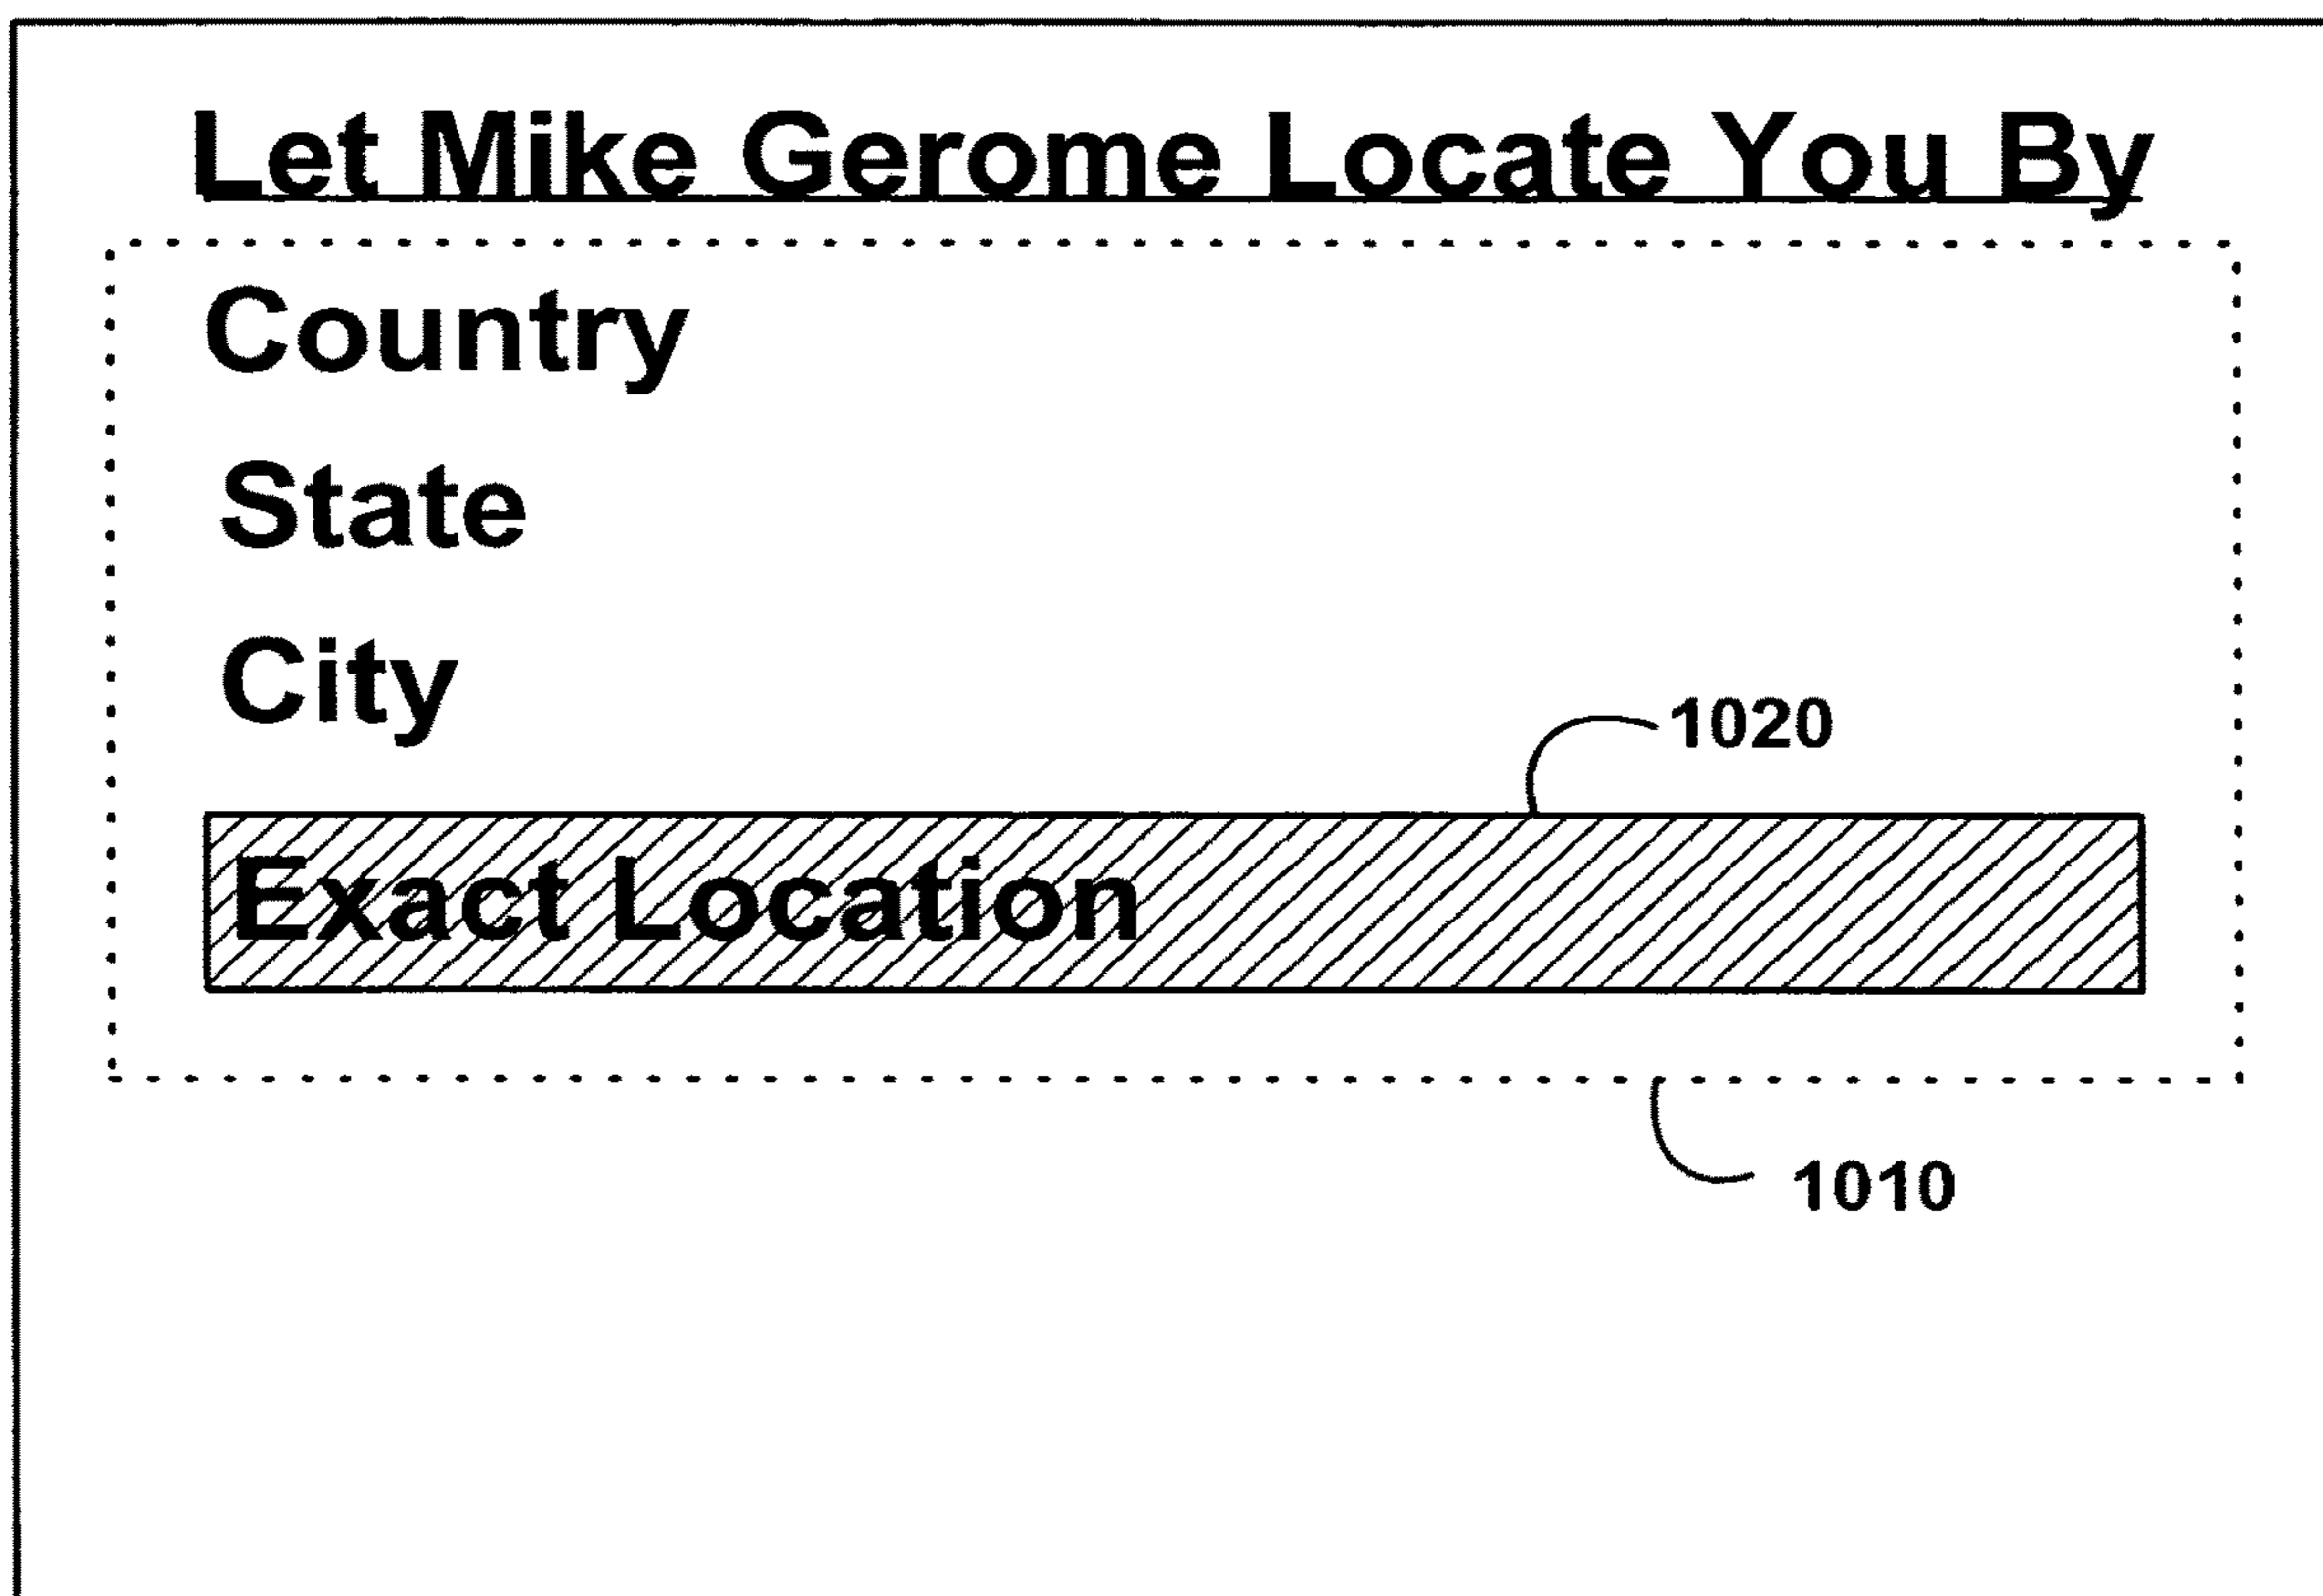 Let Mike Gerome Locate You By
Country
State
City
1020
Exact Location
1010